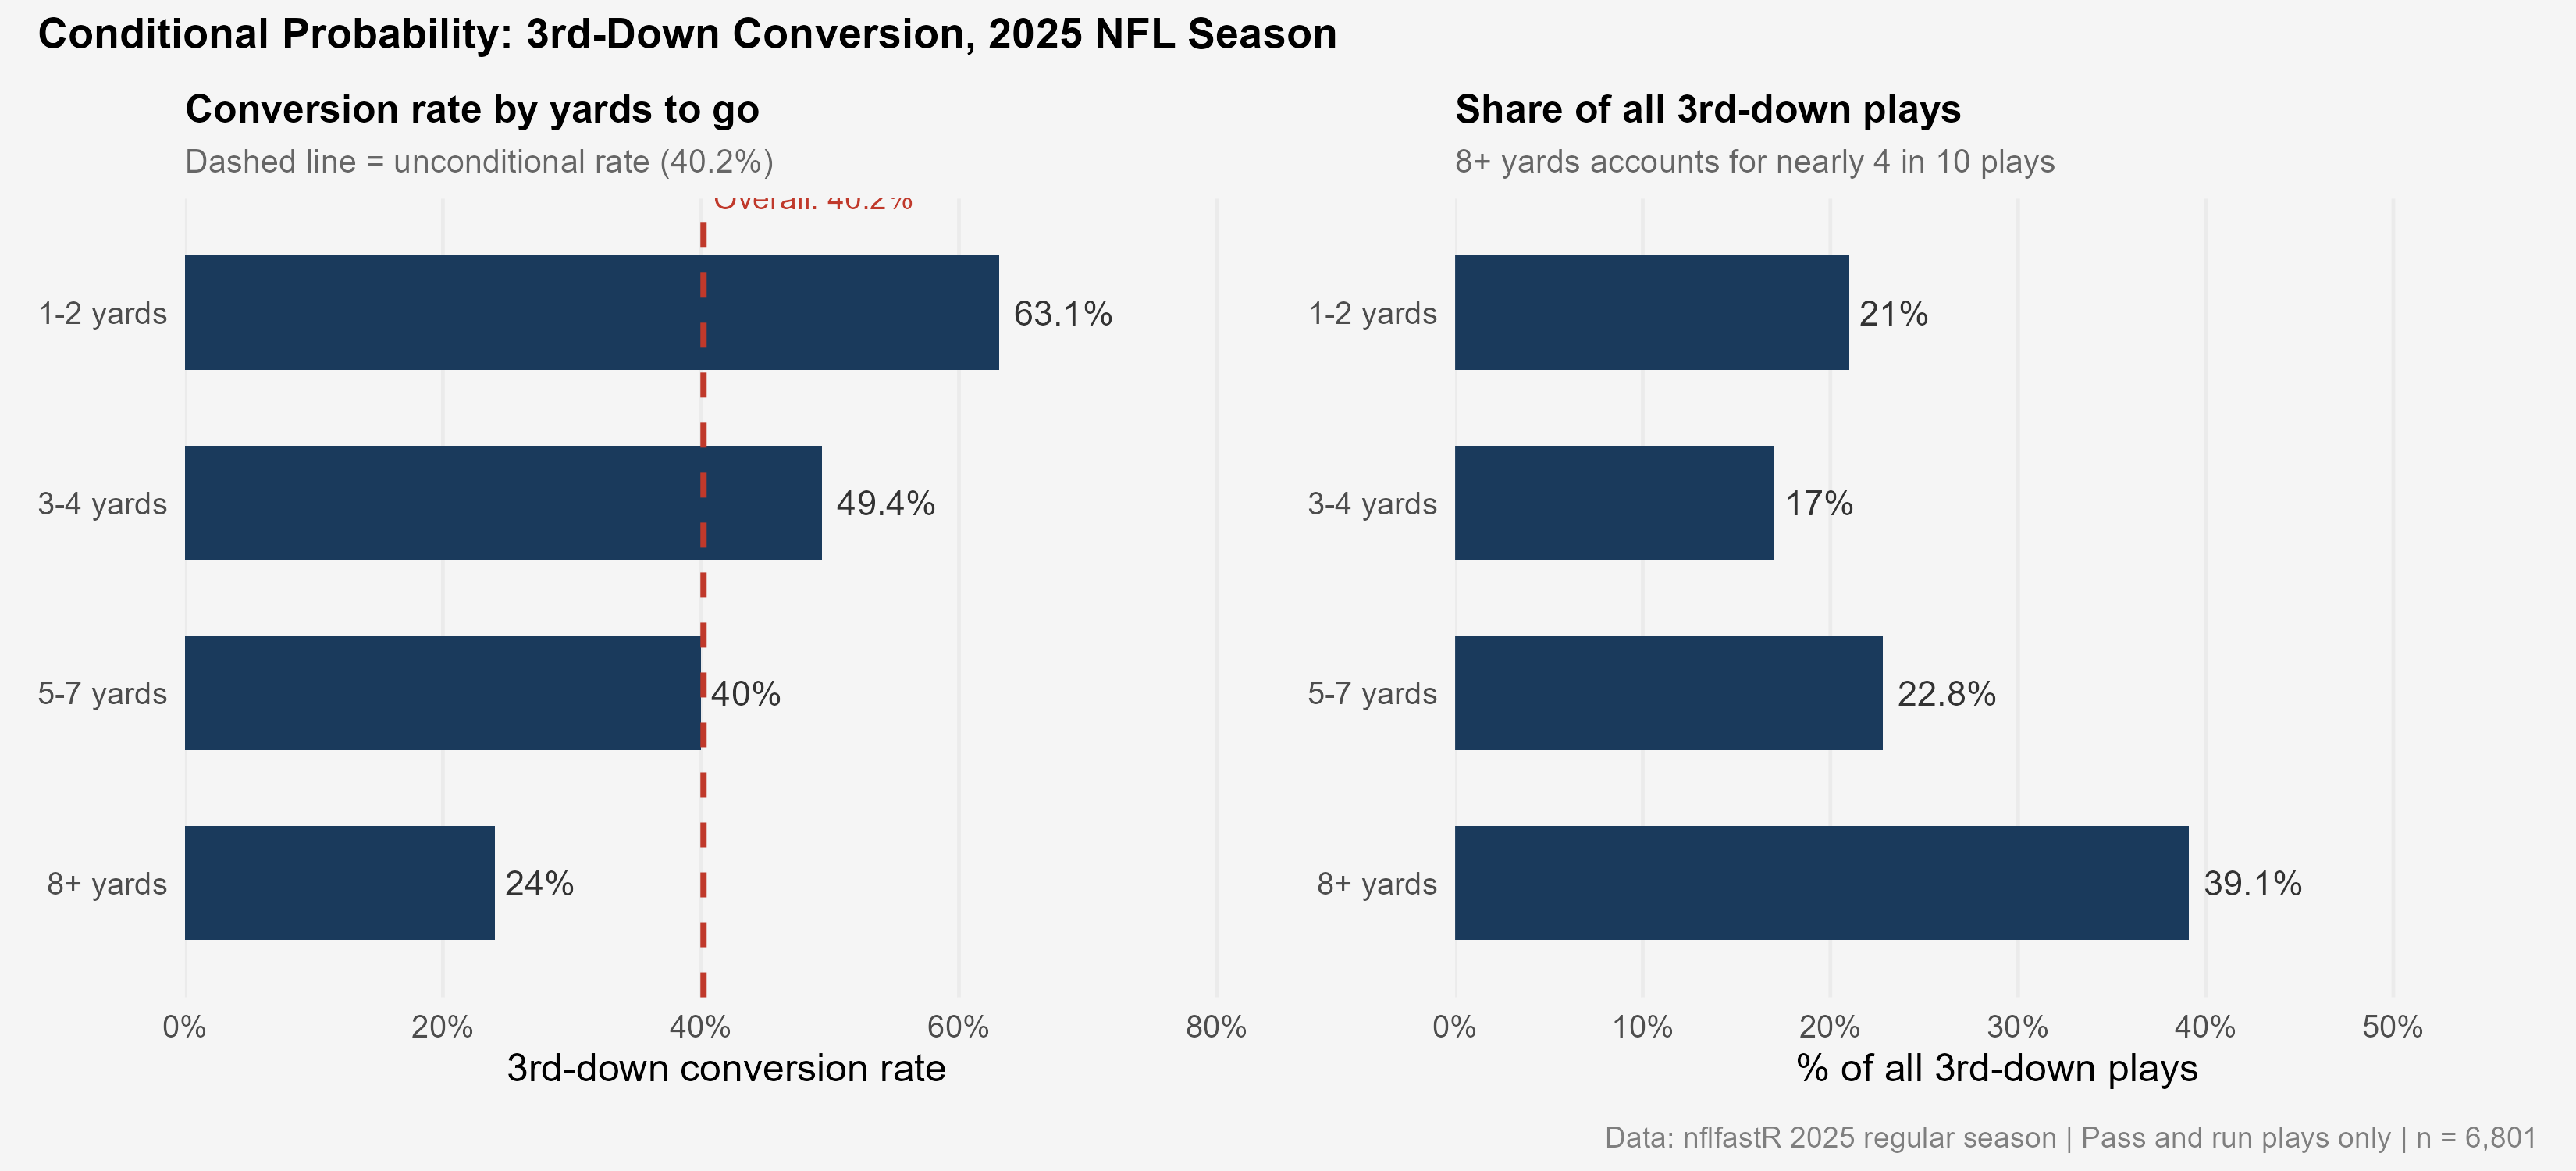 Conditional Probability: 3rd-Down Conversion, 2025 NFL Season
Conversion rate by yards to go
Dashed line = unconditional rate (40.2%)
Overall: 40.2%
1-2 yards
63.1%
3-4 yards
49.4%
5-7 yards
40%
8+ yards
24%
0% 20% 40% 60% 80%
3rd-down conversion rate
Share of all 3rd-down plays
8+ yards accounts for nearly 4 in 10 plays
1-2 yards
21%
3-4 yards
17%
5-7 yards
22.8%
8+ yards
39.1%
0% 10% 20% 30% 40% 50%
% of all 3rd-down plays
Data: nflfastR 2025 regular season | Pass and run plays only | n = 6,801